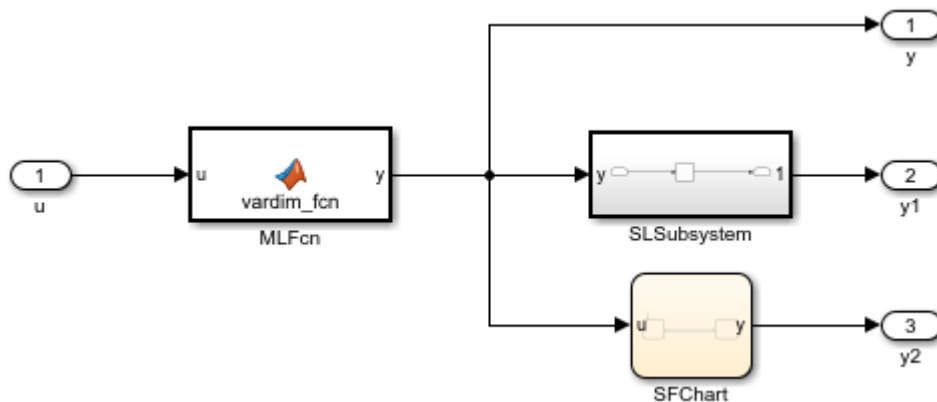 1
y
1
u
u
vardim_fcn
y
MLFcn
y
1
SLSubsystem
2
y1
u
y
SFChart
3
y2